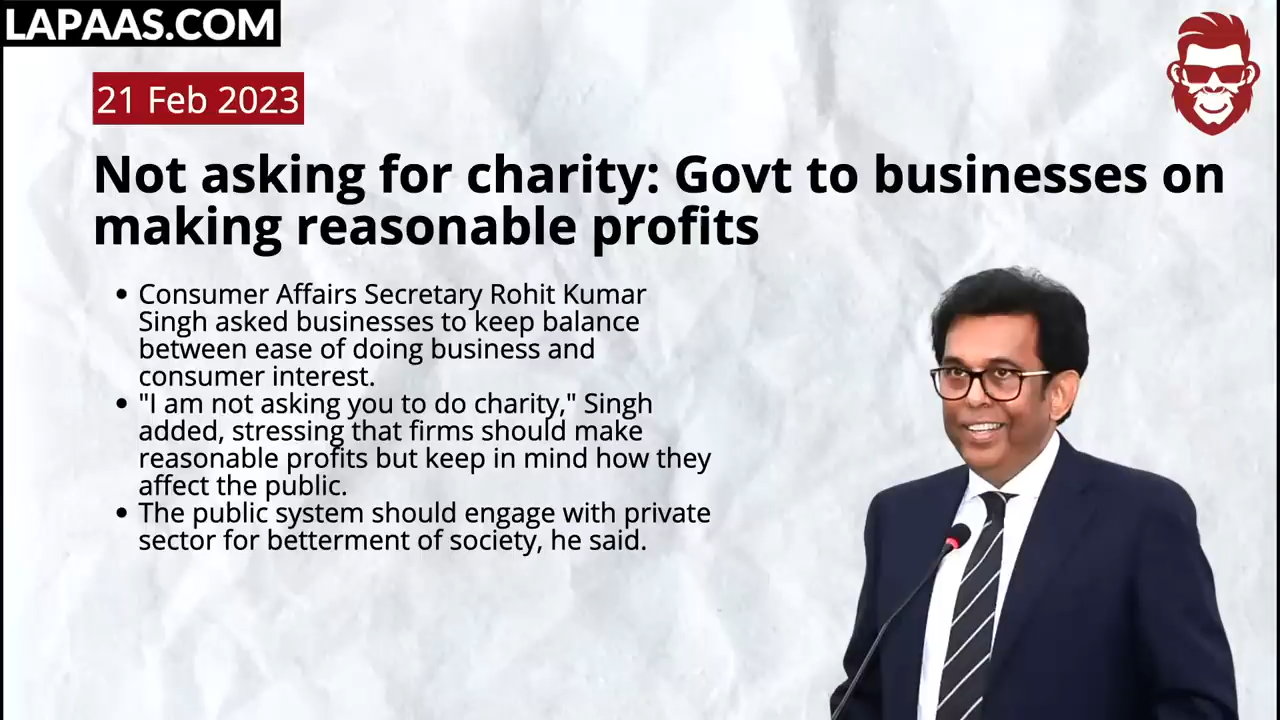 LAPAAS.COM
21 Feb 2023
Not asking for charity: Govt to businesses on
making reasonable profits
• Consumer Affairs Secretary Rohit Kumar
Singh asked businesses to keep balance
between ease of doing business and
consumer interest.
• "I am not asking you to do charity," Singh
added, stressing that firms should make
reasonable profits but keep in mind how they
affect the public.
• The public system should engage with private
sector for betterment of society, he said.